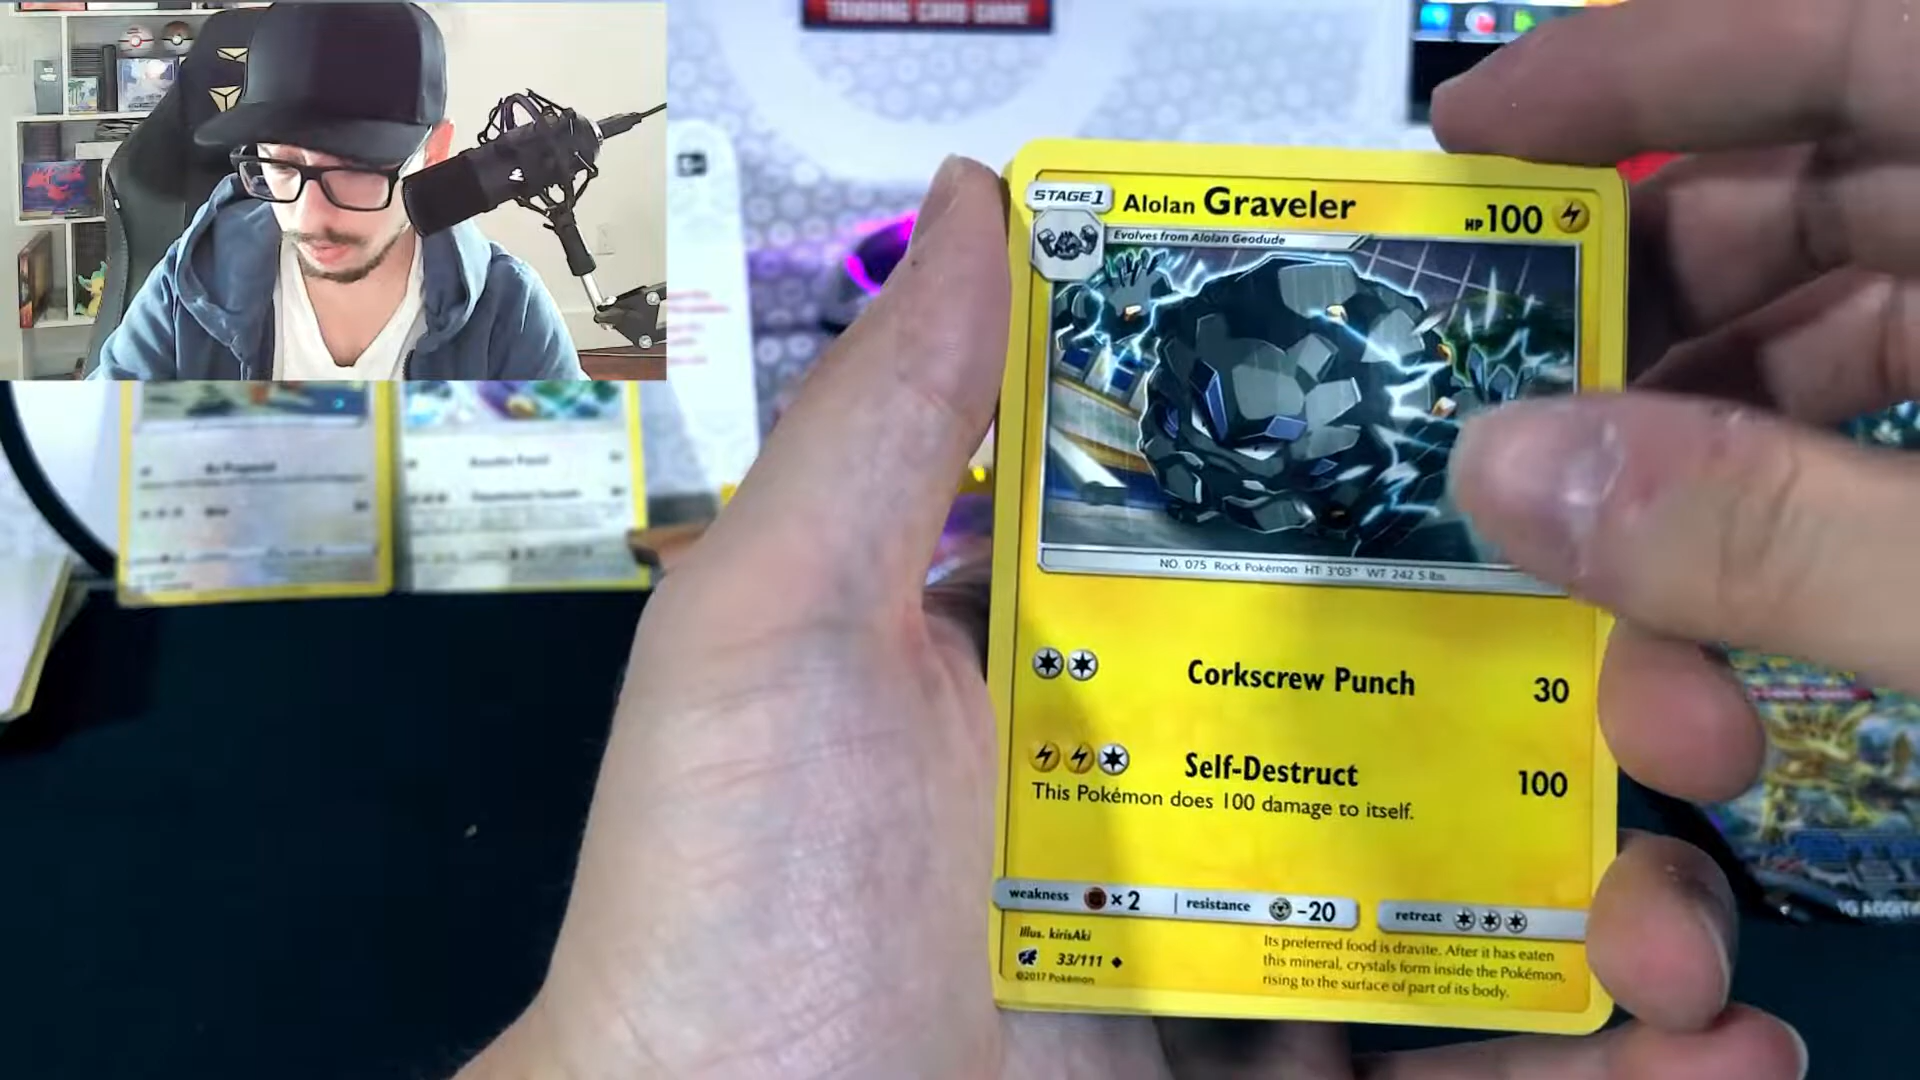 TRADING CARD GAME
STAGE1
Alolan Graveler
HP 100
Evolves from Alolan Geodude
NO. 075 Rock Pokémon HT: 3'03" WT: 242.5 lbs.
Corkscrew Punch 30
Self-Destruct 100
This Pokémon does 100 damage to itself.
weakness × 2 resistance -20 retreat
Illus. kirisAki
33/111
©2017 Pokémon
Its preferred food is dravite. After it has eaten
this mineral, crystals form inside the Pokémon,
rising to the surface of part of its body.